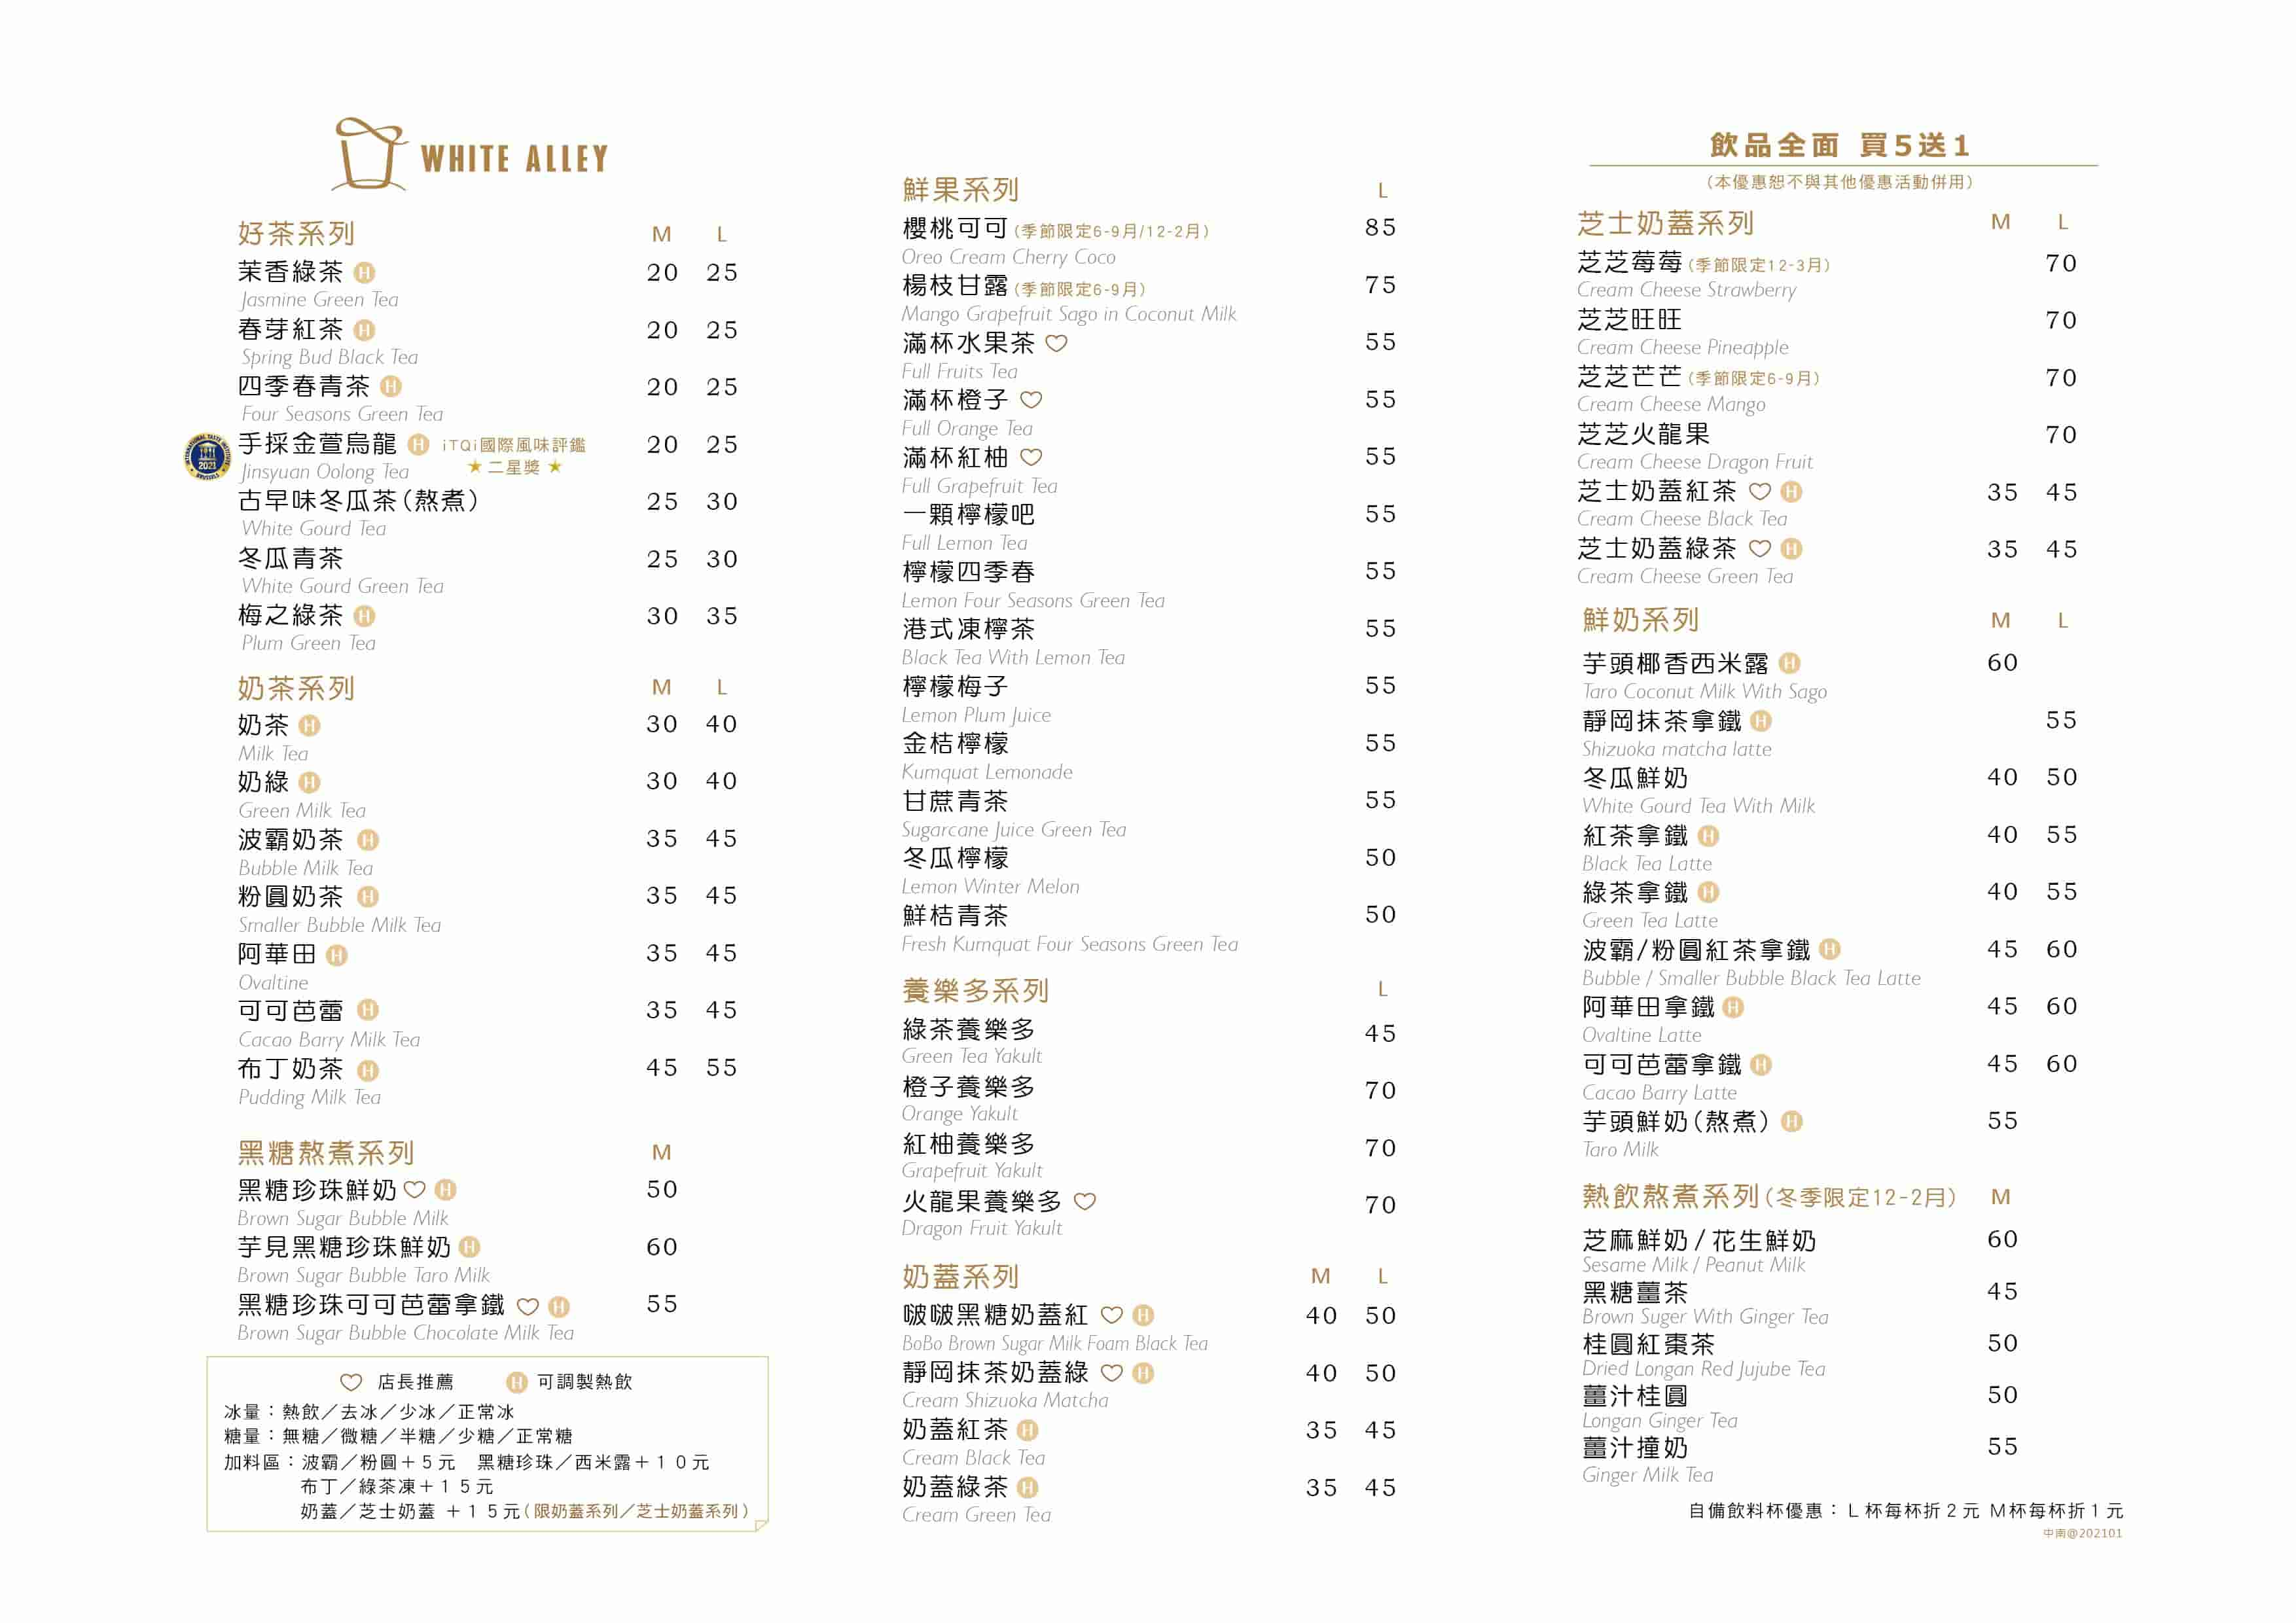 WHITE ALLEY
好茶系列 M L
茉香綠茶 H 20 25
Jasmine Green Tea
春芽紅茶 H 20 25
Spring Bud Black Tea
四季春青茶 H 20 25
Four Seasons Green Tea
INTERNATIONAL TASTE INSTITUTE 2021 BRUSSELS
手採金萱烏龍 H iTQi國際風味評鑑 20 25
Jinsyuan Oolong Tea ★二星獎★
古早味冬瓜茶(熬煮) 25 30
White Gourd Tea
冬瓜青茶 25 30
White Gourd Green Tea
梅之綠茶 H 30 35
Plum Green Tea
奶茶系列 M L
奶茶 H 30 40
Milk Tea
奶綠 H 30 40
Green Milk Tea
波霸奶茶 H 35 45
Bubble Milk Tea
粉圓奶茶 H 35 45
Smaller Bubble Milk Tea
阿華田 H 35 45
Ovaltine
可可芭蕾 H 35 45
Cacao Barry Milk Tea
布丁奶茶 H 45 55
Pudding Milk Tea
黑糖熬煮系列 M
黑糖珍珠鮮奶 ♡ H 50
Brown Sugar Bubble Milk
芋見黑糖珍珠鮮奶 H 60
Brown Sugar Bubble Taro Milk
黑糖珍珠可可芭蕾拿鐵 ♡ H 55
Brown Sugar Bubble Chocolate Milk Tea
♡ 店長推薦 H 可調製熱飲
冰量：熱飲／去冰／少冰／正常冰
糖量：無糖／微糖／半糖／少糖／正常糖
加料區：波霸／粉圓＋5元 黑糖珍珠／西米露＋10元
布丁／綠茶凍＋15元
奶蓋／芝士奶蓋 ＋15元(限奶蓋系列／芝士奶蓋系列)
鮮果系列 L
櫻桃可可(季節限定6-9月/12-2月) 85
Oreo Cream Cherry Coco
楊枝甘露(季節限定6-9月) 75
Mango Grapefruit Sago in Coconut Milk
滿杯水果茶 ♡ 55
Full Fruits Tea
滿杯橙子 ♡ 55
Full Orange Tea
滿杯紅柚 ♡ 55
Full Grapefruit Tea
一顆檸檬吧 55
Full Lemon Tea
檸檬四季春 55
Lemon Four Seasons Green Tea
港式凍檸茶 55
Black Tea With Lemon Tea
檸檬梅子 55
Lemon Plum Juice
金桔檸檬 55
Kumquat Lemonade
甘蔗青茶 55
Sugarcane Juice Green Tea
冬瓜檸檬 50
Lemon Winter Melon
鮮桔青茶 50
Fresh Kumquat Four Seasons Green Tea
養樂多系列 L
綠茶養樂多 45
Green Tea Yakult
橙子養樂多 70
Orange Yakult
紅柚養樂多 70
Grapefruit Yakult
火龍果養樂多 ♡ 70
Dragon Fruit Yakult
奶蓋系列 M L
啵啵黑糖奶蓋紅 ♡ H 40 50
BoBo Brown Sugar Milk Foam Black Tea
靜岡抹茶奶蓋綠 ♡ H 40 50
Cream Shizuoka Matcha
奶蓋紅茶 H 35 45
Cream Black Tea
奶蓋綠茶 H 35 45
Cream Green Tea
飲品全面 買5送1
(本優惠恕不與其他優惠活動併用)
芝士奶蓋系列 M L
芝芝莓莓(季節限定12-3月) 70
Cream Cheese Strawberry
芝芝旺旺 70
Cream Cheese Pineapple
芝芝芒芒(季節限定6-9月) 70
Cream Cheese Mango
芝芝火龍果 70
Cream Cheese Dragon Fruit
芝士奶蓋紅茶 ♡ H 35 45
Cream Cheese Black Tea
芝士奶蓋綠茶 ♡ H 35 45
Cream Cheese Green Tea
鮮奶系列 M L
芋頭椰香西米露 H 60
Taro Coconut Milk With Sago
靜岡抹茶拿鐵 H 55
Shizuoka matcha latte
冬瓜鮮奶 40 50
White Gourd Tea With Milk
紅茶拿鐵 H 40 55
Black Tea Latte
綠茶拿鐵 H 40 55
Green Tea Latte
波霸/粉圓紅茶拿鐵 H 45 60
Bubble / Smaller Bubble Black Tea Latte
阿華田拿鐵 H 45 60
Ovaltine Latte
可可芭蕾拿鐵 H 45 60
Cacao Barry Latte
芋頭鮮奶(熬煮) H 55
Taro Milk
熱飲熬煮系列(冬季限定12-2月) M
芝麻鮮奶/花生鮮奶 60
Sesame Milk / Peanut Milk
黑糖薑茶 45
Brown Suger With Ginger Tea
桂圓紅棗茶 50
Dried Longan Red Jujube Tea
薑汁桂圓 50
Longan Ginger Tea
薑汁撞奶 55
Ginger Milk Tea
自備飲料杯優惠：L杯每杯折2元 M杯每杯折1元
中南@202101